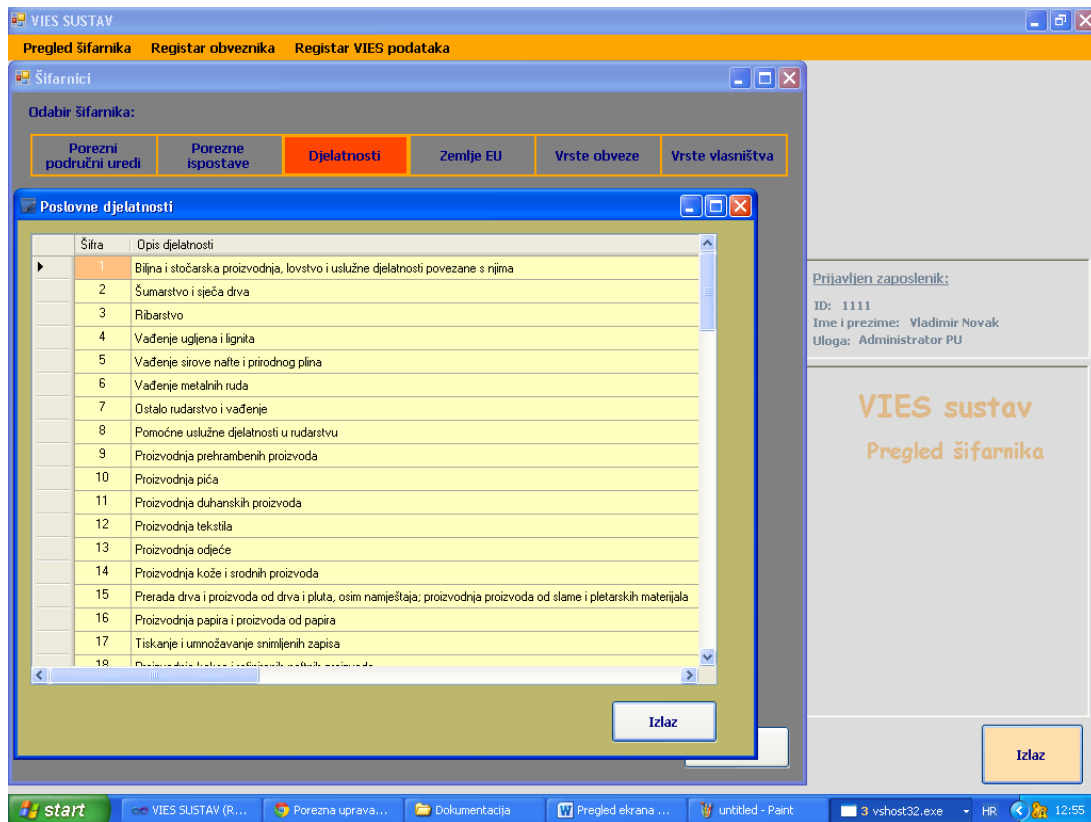 VIES SUSTAV
Pregled šifarnika Registar obveznika Registar VIES podataka
Šifarnici
Odabir šifarnika:
Porezni područni uredi
Porezne ispostave
Djelatnosti
Zemlje EU
Vrste obveze
Vrste vlasništva
Poslovne djelatnosti
Šifra Opis djelatnosti
1 Biljna i stočarska proizvodnja, lovstvo i uslužne djelatnosti povezane s njima
2 Šumarstvo i sječa drva
3 Ribarstvo
4 Vađenje ugljena i lignita
5 Vađenje sirove nafte i prirodnog plina
6 Vađenje metalnih ruda
7 Ostalo rudarstvo i vađenje
8 Pomoćne uslužne djelatnosti u rudarstvu
9 Proizvodnja prehrambenih proizvoda
10 Proizvodnja pića
11 Proizvodnja duhanskih proizvoda
12 Proizvodnja tekstila
13 Proizvodnja odjeće
14 Proizvodnja kože i srodnih proizvoda
15 Prerada drva i proizvoda od drva i pluta, osim namještaja; proizvodnja proizvoda od slame i pletarskih materijala
16 Proizvodnja papira i proizvoda od papira
17 Tiskanje i umnožavanje snimljenih zapisa
18
Izlaz
Prijavljen zaposlenik:
ID: 1111
Ime i prezime: Vladimir Novak
Uloga: Administrator PU
VIES sustav
Pregled šifarnika
Izlaz
start VIES SUSTAV (R... Porezna uprava... Dokumentacija Pregled ekrana ... untitled - Paint 3 vshost32.exe HR 12:55